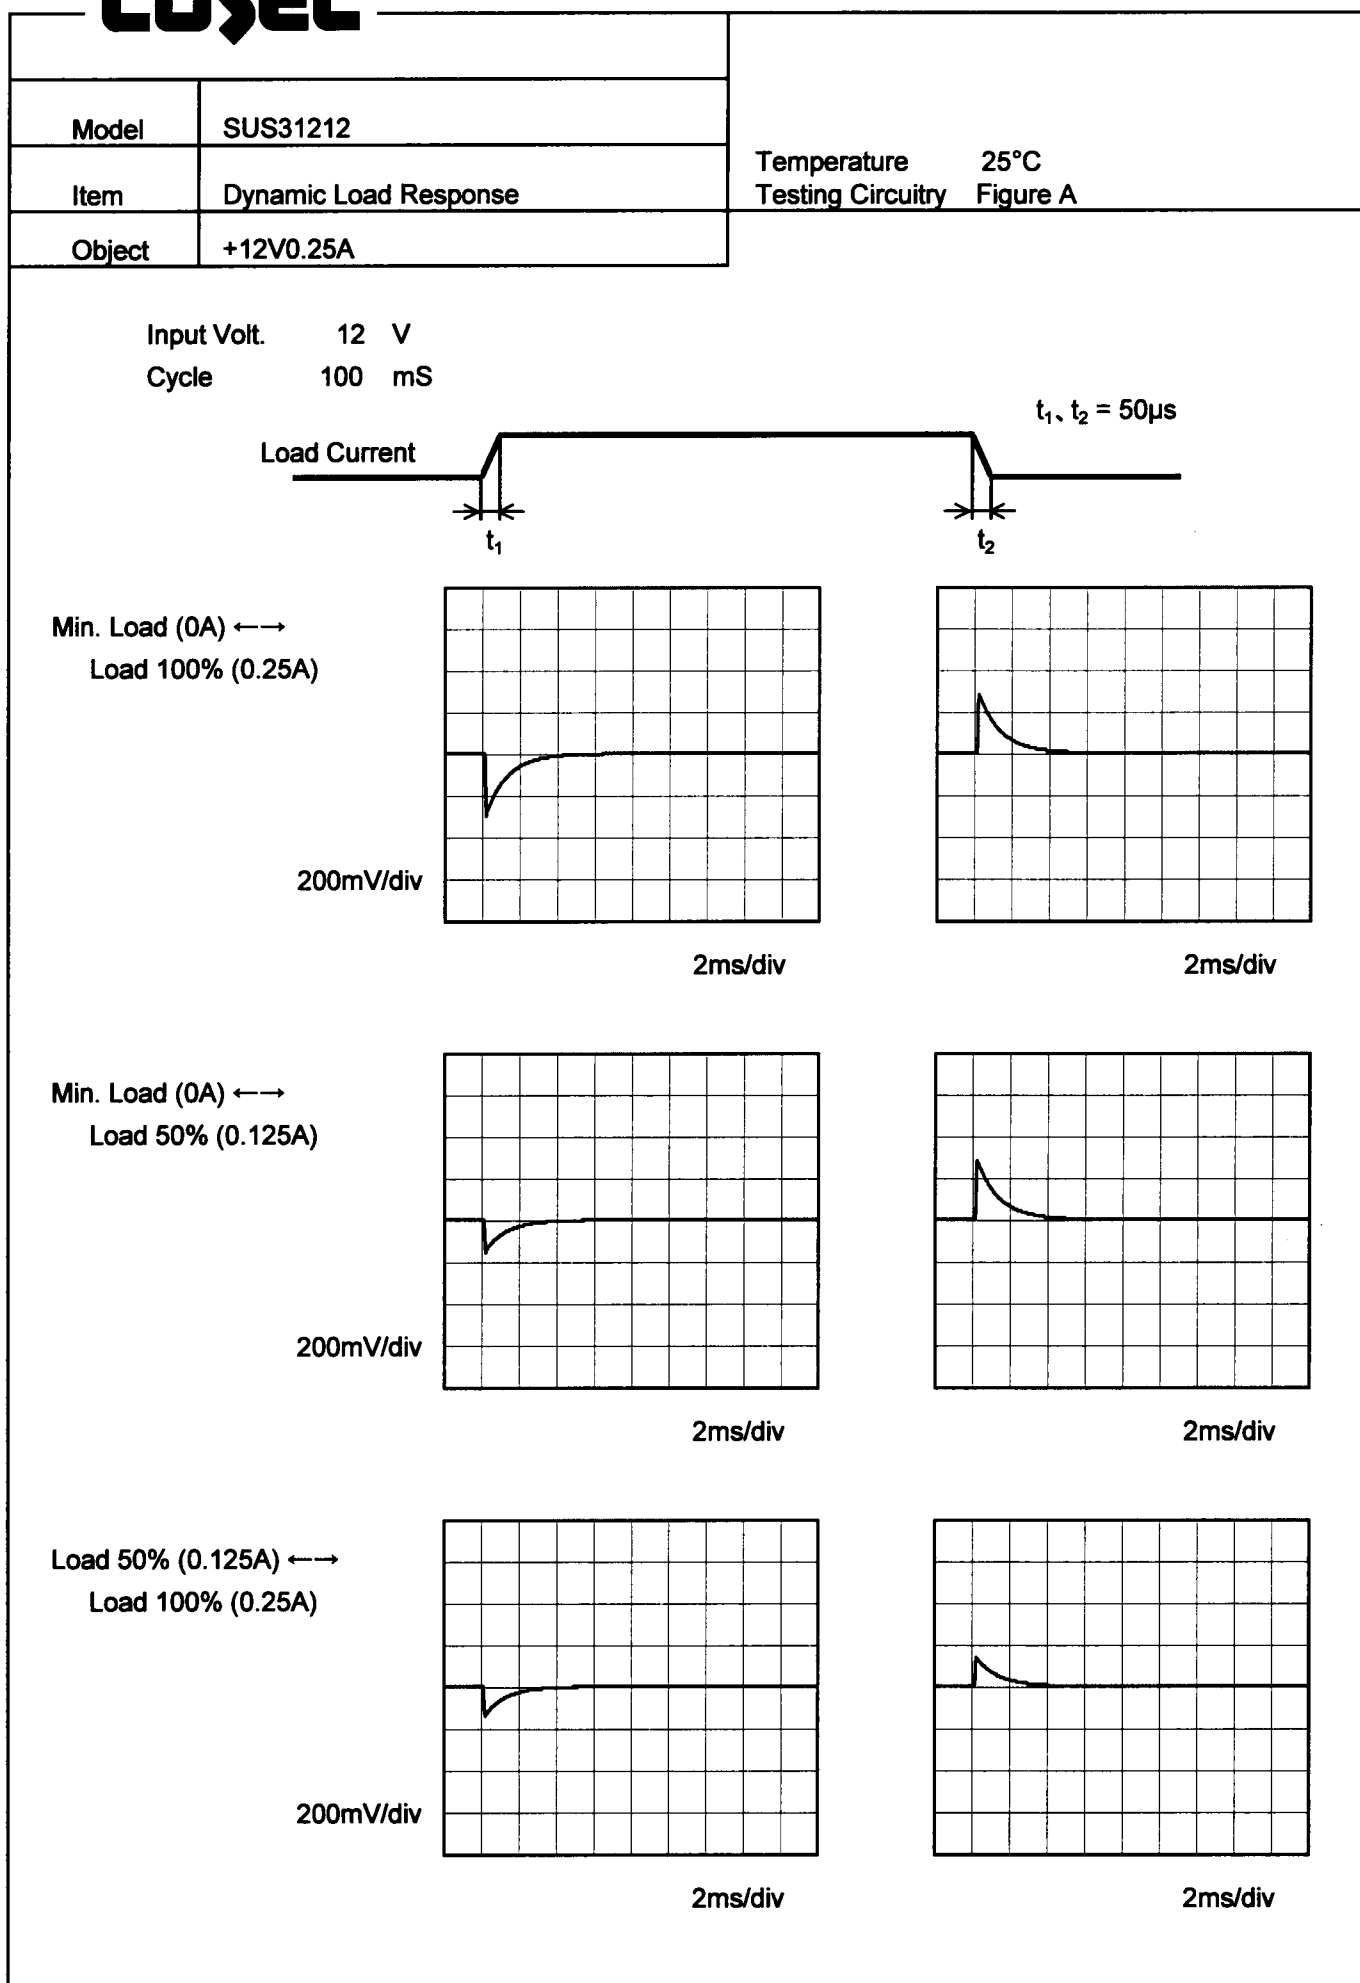 COSEL
Model SUS31212
Item Dynamic Load Response
Temperature 25°C
Testing Circuitry Figure A
Object +12V0.25A
Input Volt. 12 V
Cycle 100 mS
t₁、t₂ = 50µs
Load Current
t₁ t₂
Min. Load (0A) ←→
Load 100% (0.25A)
200mV/div
2ms/div 2ms/div
Min. Load (0A) ←→
Load 50% (0.125A)
200mV/div
2ms/div 2ms/div
Load 50% (0.125A) ←→
Load 100% (0.25A)
200mV/div
2ms/div 2ms/div